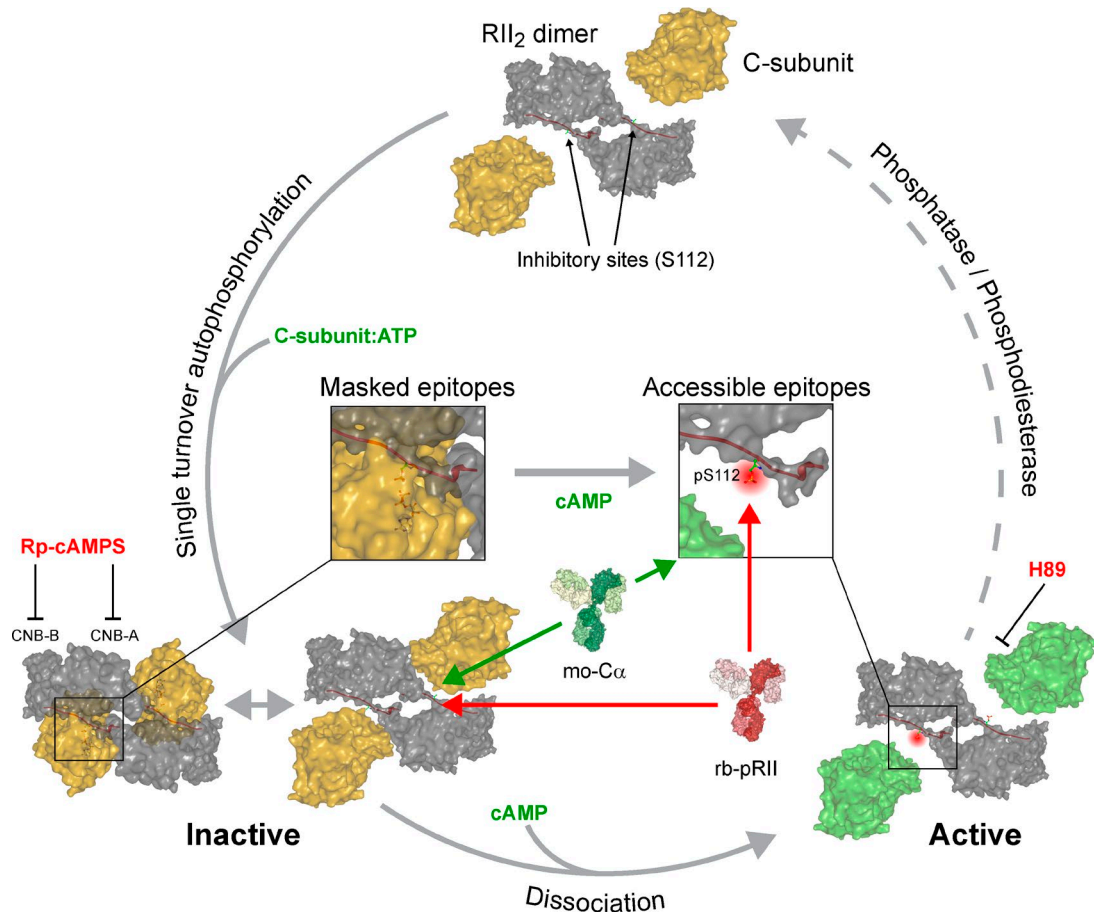 RII2 dimer
C-subunit
Inhibitory sites (S112)
Single turnover autophosphorylation
Phosphatase / Phosphodiesterase
C-subunit:ATP
Masked epitopes
Accessible epitopes
pS112
cAMP
Rp-cAMPS
CNB-B
CNB-A
H89
mo-Cα
rb-pRII
Inactive
cAMP
Active
Dissociation